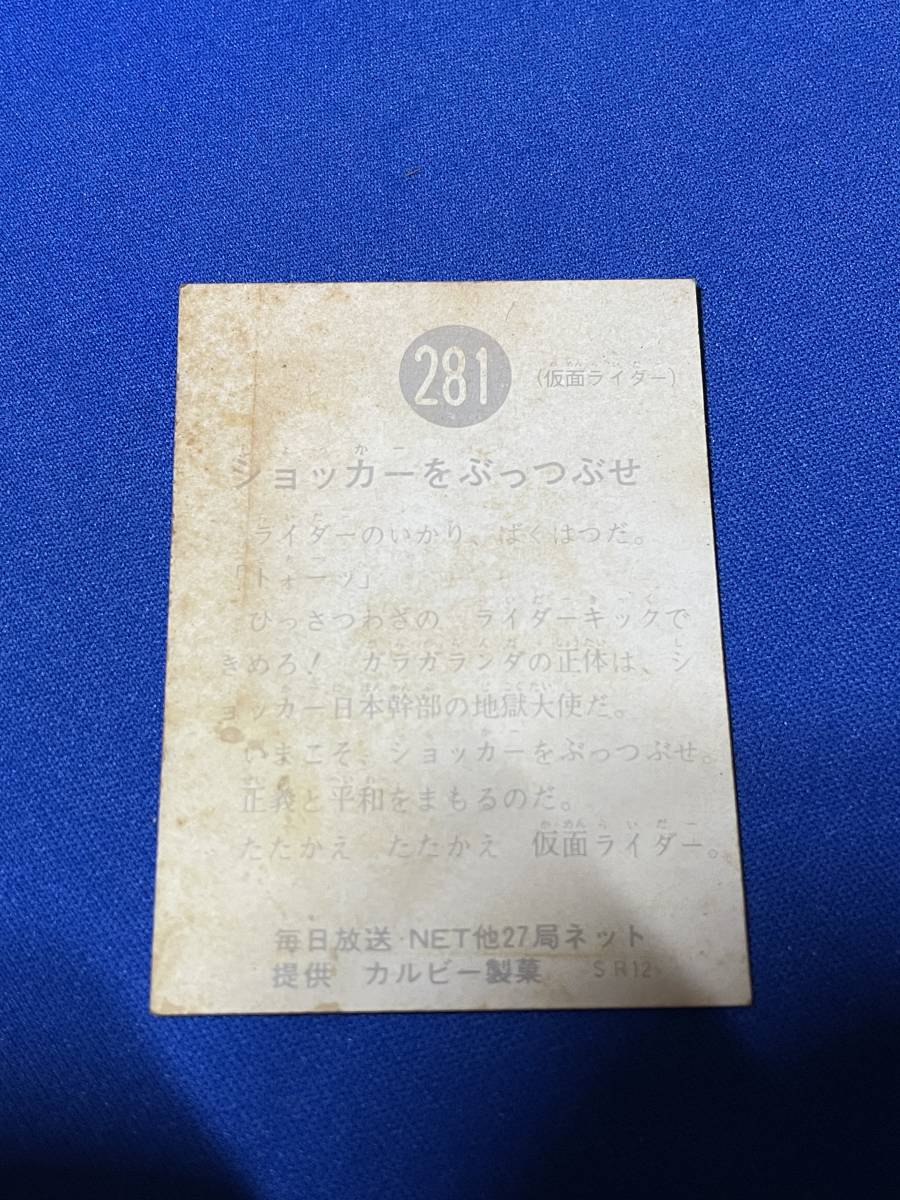 281
(仮面ライダー)
ショッカーをぶっつぶせ
ライダーのいかり、ばくはつだ。
「トォーッ」
ひっさつわざの ライダーキックで
きめろ! ガラガランダの正体は、シ
ョッカー日本幹部の地獄大使だ。
いまこそ、ショッカーをぶっつぶせ。
正義と平和をまもるのだ。
たたかえ たたかえ 仮面ライダー。
毎日放送・NET他27局ネット
提供 カルビー製菓 SR12